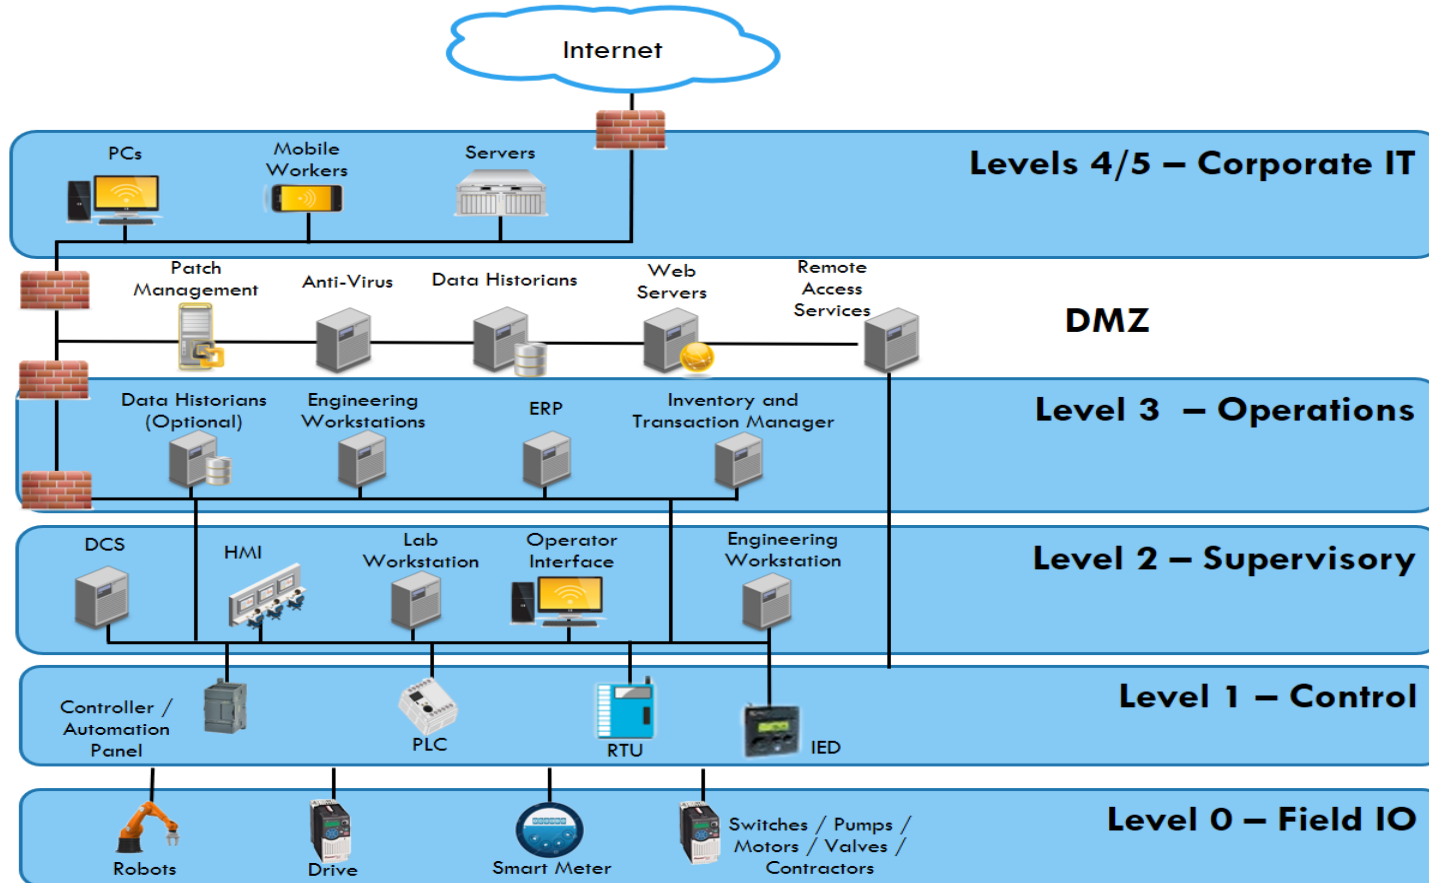 Internet
PCs
Mobile
Workers
Servers
Levels 4/5 – Corporate IT
Patch
Management
Anti-Virus
Data Historians
Web
Servers
Remote
Access
Services
DMZ
Data Historians
(Optional)
Engineering
Workstations
ERP
Inventory and
Transaction Manager
Level 3 – Operations
DCS
HMI
Lab
Workstation
Operator
Interface
Engineering
Workstation
Level 2 – Supervisory
Controller /
Automation
Panel
PLC
RTU
IED
Level 1 – Control
Robots
Drive
Smart Meter
Switches / Pumps /
Motors / Valves /
Contractors
Level 0 – Field IO